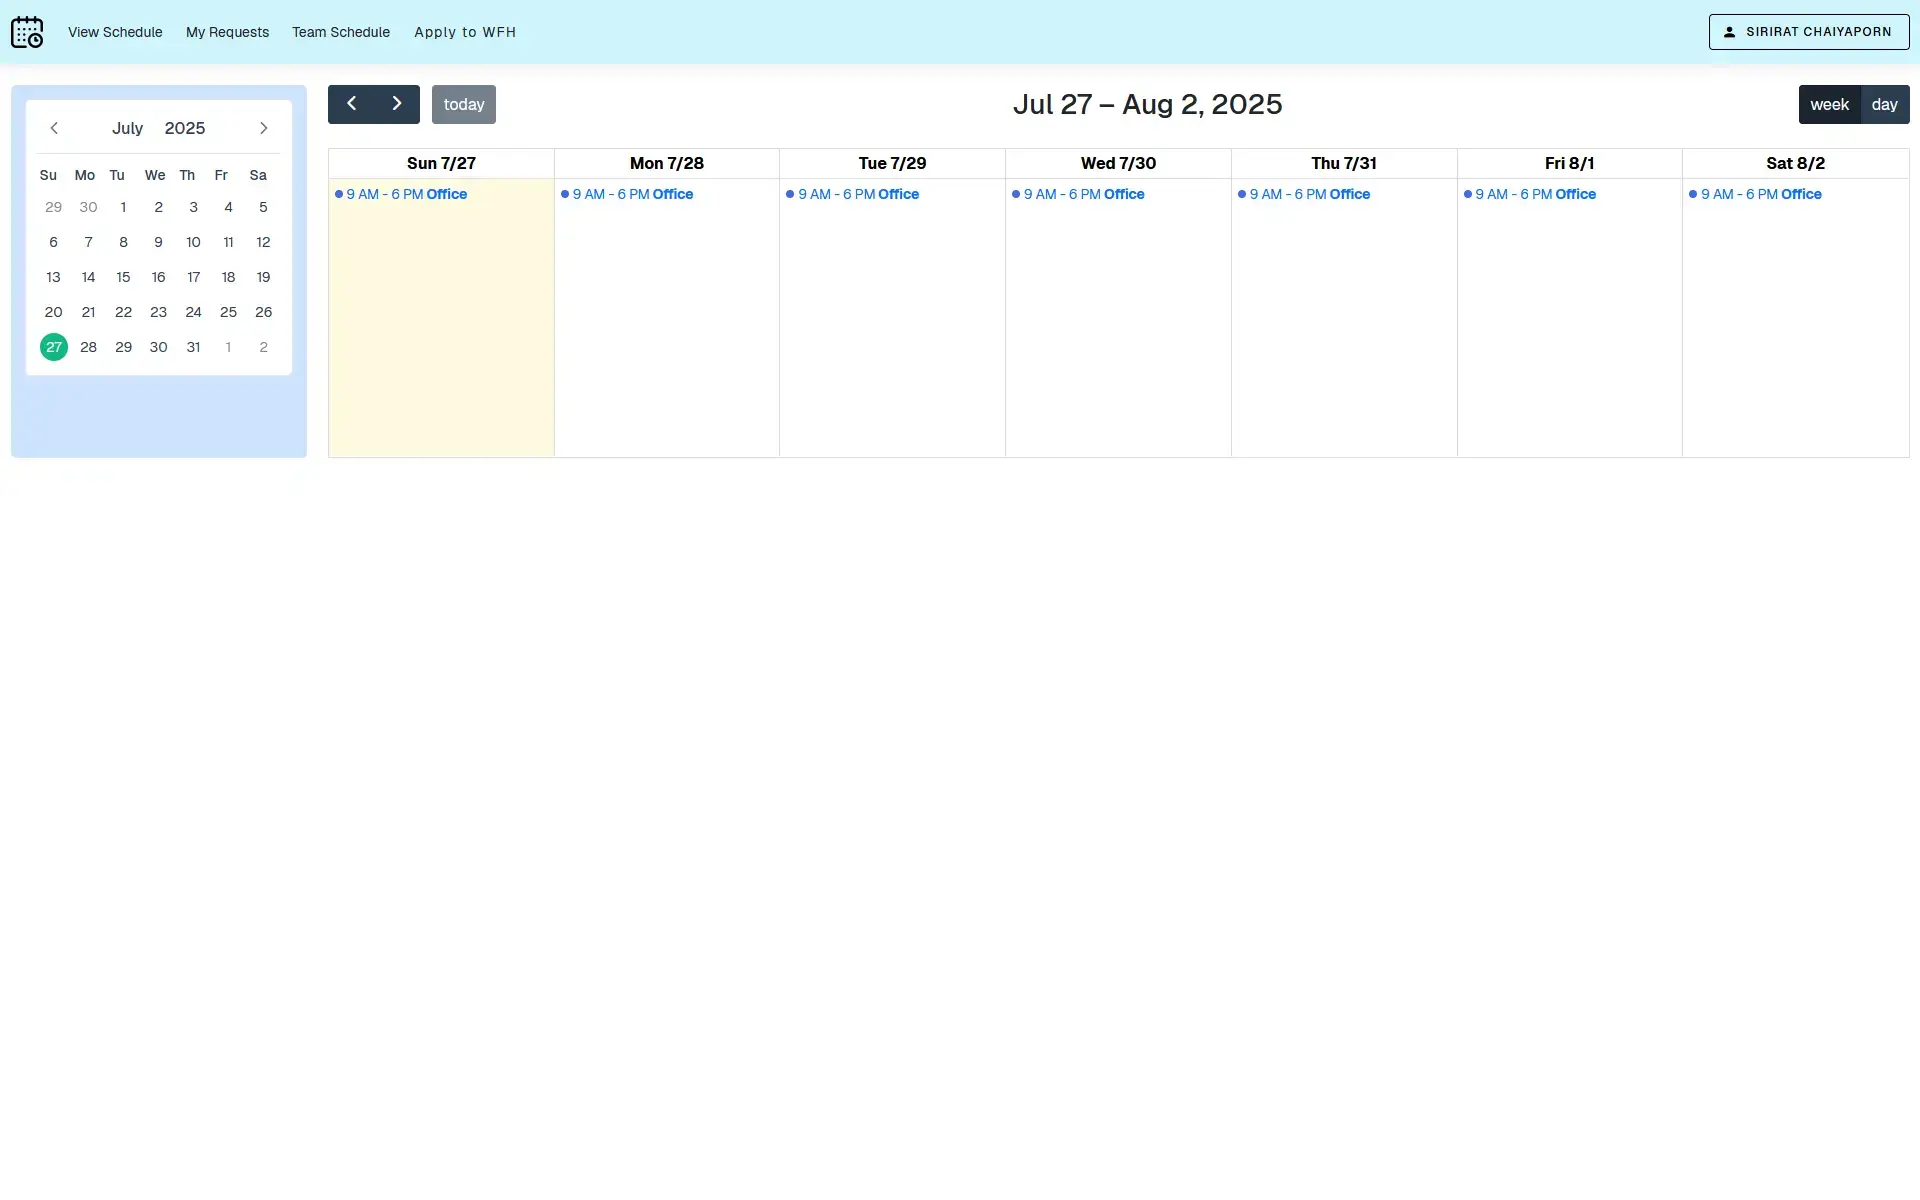 View Schedule My Requests Team Schedule Apply to WFH SIRIRAT CHAIYAPORN
July 2025
Su Mo Tu We Th Fr Sa
29 30 1 2 3 4 5
6 7 8 9 10 11 12
13 14 15 16 17 18 19
20 21 22 23 24 25 26
27 28 29 30 31 1 2
today Jul 27 – Aug 2, 2025 week day
Sun 7/27 Mon 7/28 Tue 7/29 Wed 7/30 Thu 7/31 Fri 8/1 Sat 8/2
9 AM - 6 PM Office 9 AM - 6 PM Office 9 AM - 6 PM Office 9 AM - 6 PM Office 9 AM - 6 PM Office 9 AM - 6 PM Office 9 AM - 6 PM Office